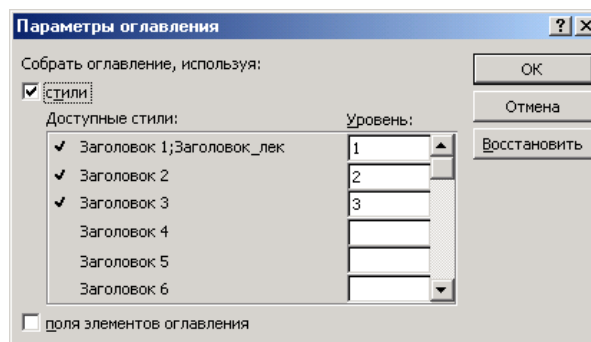 Параметры оглавления
Собрать оглавление, используя:
стили
Доступные стили: Уровень:
Заголовок 1;Заголовок_лек 1
Заголовок 2 2
Заголовок 3 3
Заголовок 4
Заголовок 5
Заголовок 6
поля элементов оглавления
ОК
Отмена
Восстановить